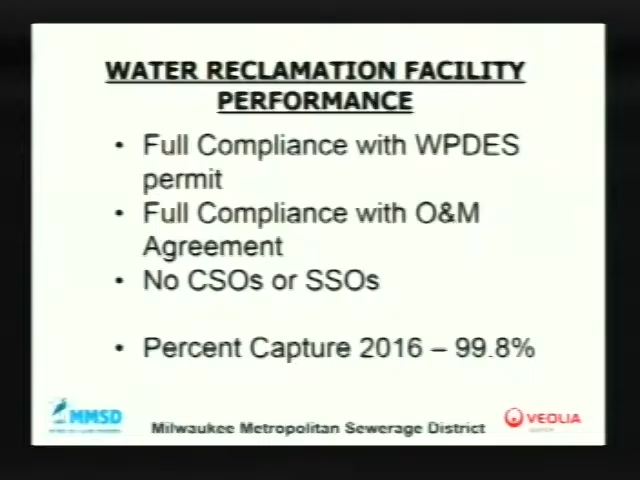 WATER RECLAMATION FACILITY
PERFORMANCE
• Full Compliance with WPDES
permit
• Full Compliance with O&M
Agreement
• No CSOs or SSOs
• Percent Capture 2016 – 99.8%
MMSD
Milwaukee Metropolitan Sewerage District
VEOLIA